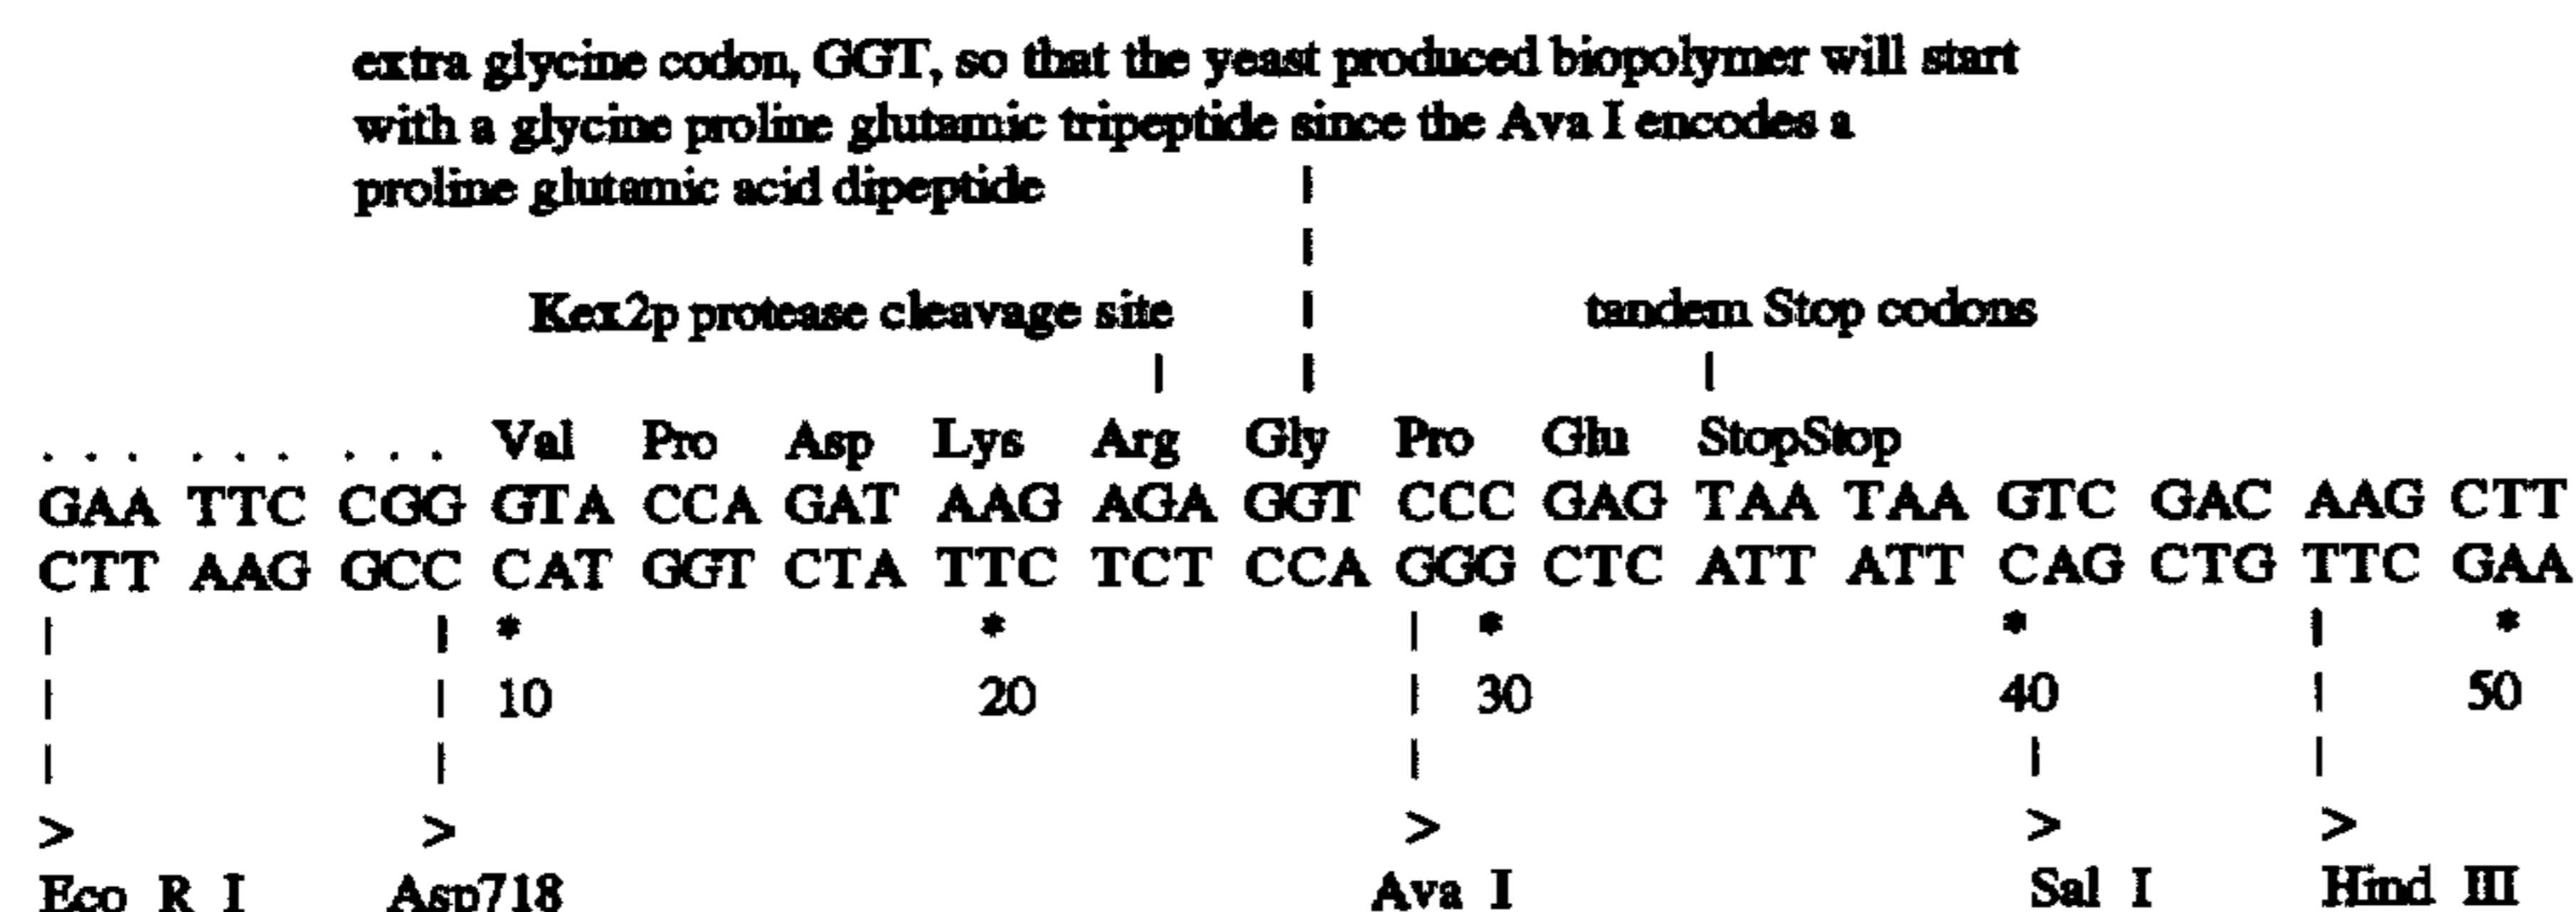 extra glycine codon, GGT, so that the yeast produced biopolymer will start
with a glycine proline glutamic tripeptide since the Ava I encodes a
proline glutamic acid dipeptide
Kex2p protease cleavage site tandem Stop codons
. . . . . . . . . Val Pro Asp Lys Arg Gly Pro Glu StopStop
GAA TTC CGG GTA CCA GAT AAG AGA GGT CCC GAG TAA TAA GTC GAC AAG CTT
CTT AAG GCC CAT GGT CTA TTC TCT CCA GGG CTC ATT ATT CAG CTG TTC GAA
* * * * *
10 20 30 40 50
> > > > >
Eco R I Asp718 Ava I Sal I Hind III